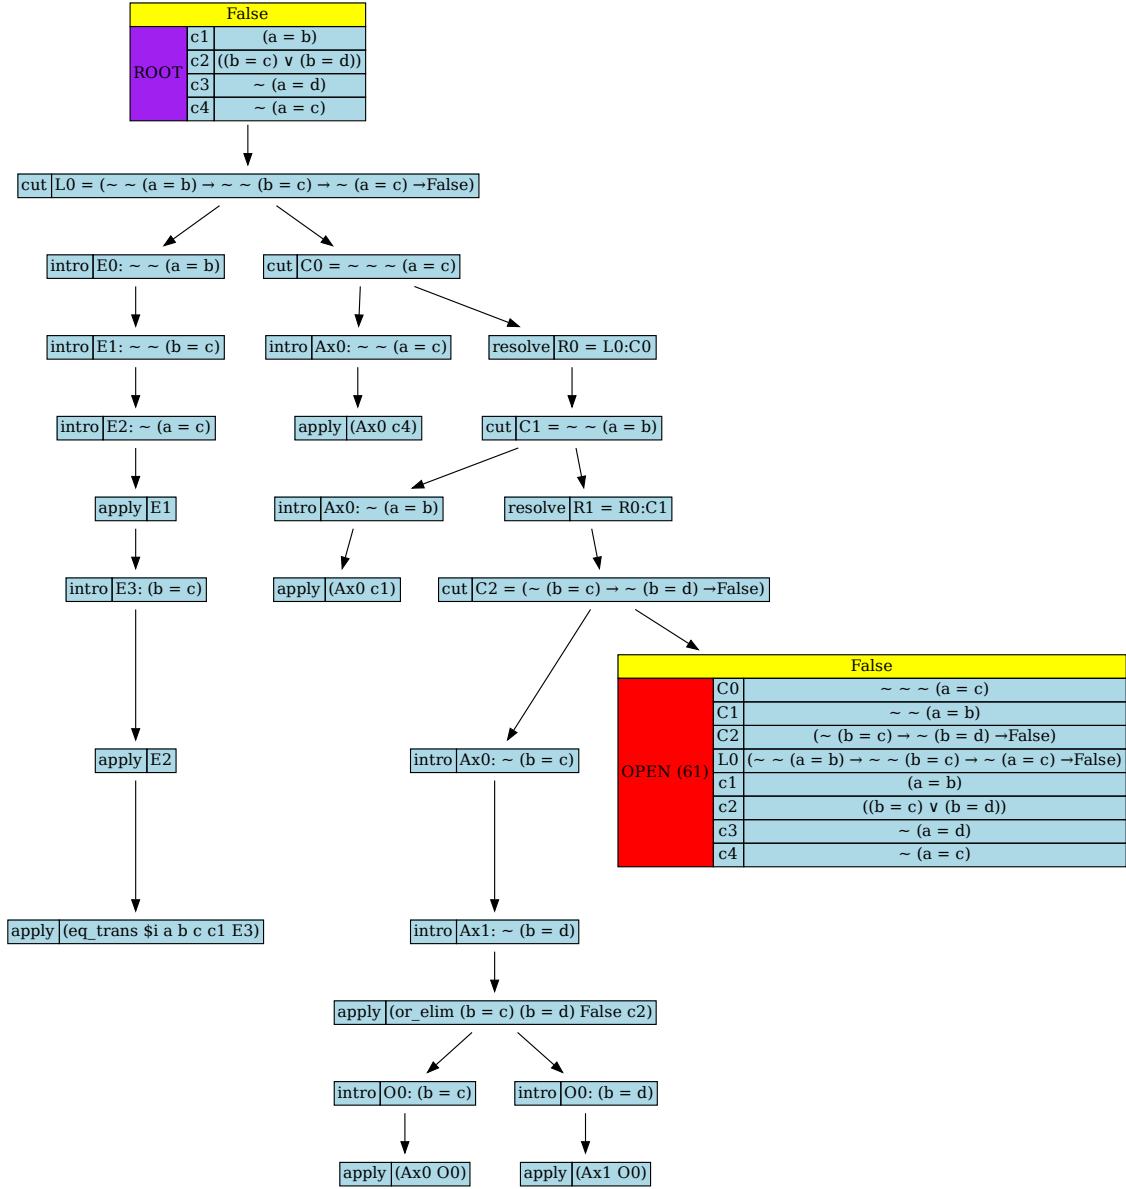 False
ROOT
c1 (a = b)
c2 ((b = c) ∨ (b = d))
c3 ~ (a = d)
c4 ~ (a = c)
cut L0 = (~ ~ (a = b) → ~ ~ (b = c) → ~ (a = c) →False)
intro E0: ~ ~ (a = b)
cut C0 = ~ ~ ~ (a = c)
intro E1: ~ ~ (b = c)
intro Ax0: ~ ~ (a = c)
resolve R0 = L0:C0
intro E2: ~ (a = c)
apply (Ax0 c4)
cut C1 = ~ ~ (a = b)
apply E1
intro Ax0: ~ (a = b)
resolve R1 = R0:C1
intro E3: (b = c)
apply (Ax0 c1)
cut C2 = (~ (b = c) → ~ (b = d) →False)
False
OPEN (61)
C0 ~ ~ ~ (a = c)
C1 ~ ~ (a = b)
C2 (~ (b = c) → ~ (b = d) →False)
L0 (~ ~ (a = b) → ~ ~ (b = c) → ~ (a = c) →False)
c1 (a = b)
c2 ((b = c) ∨ (b = d))
c3 ~ (a = d)
c4 ~ (a = c)
apply E2
intro Ax0: ~ (b = c)
apply (eq_trans $i a b c c1 E3)
intro Ax1: ~ (b = d)
apply (or_elim (b = c) (b = d) False c2)
intro O0: (b = c)
intro O0: (b = d)
apply (Ax0 O0)
apply (Ax1 O0)